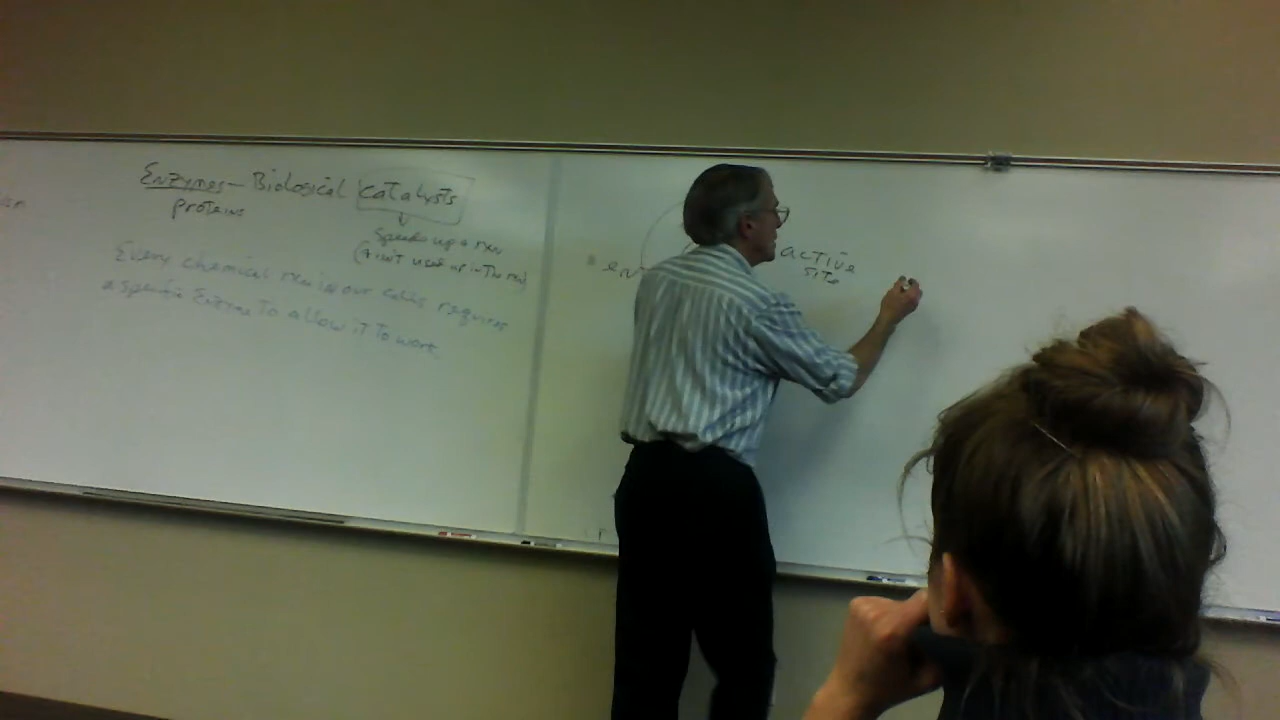 Enzymes - Biological catalysts
proteins
Speeds up a rxn
(+ isn't used up in the rxn)
Every chemical rxn in our cells requires
a specific Enzyme to allow it to work.
active
site